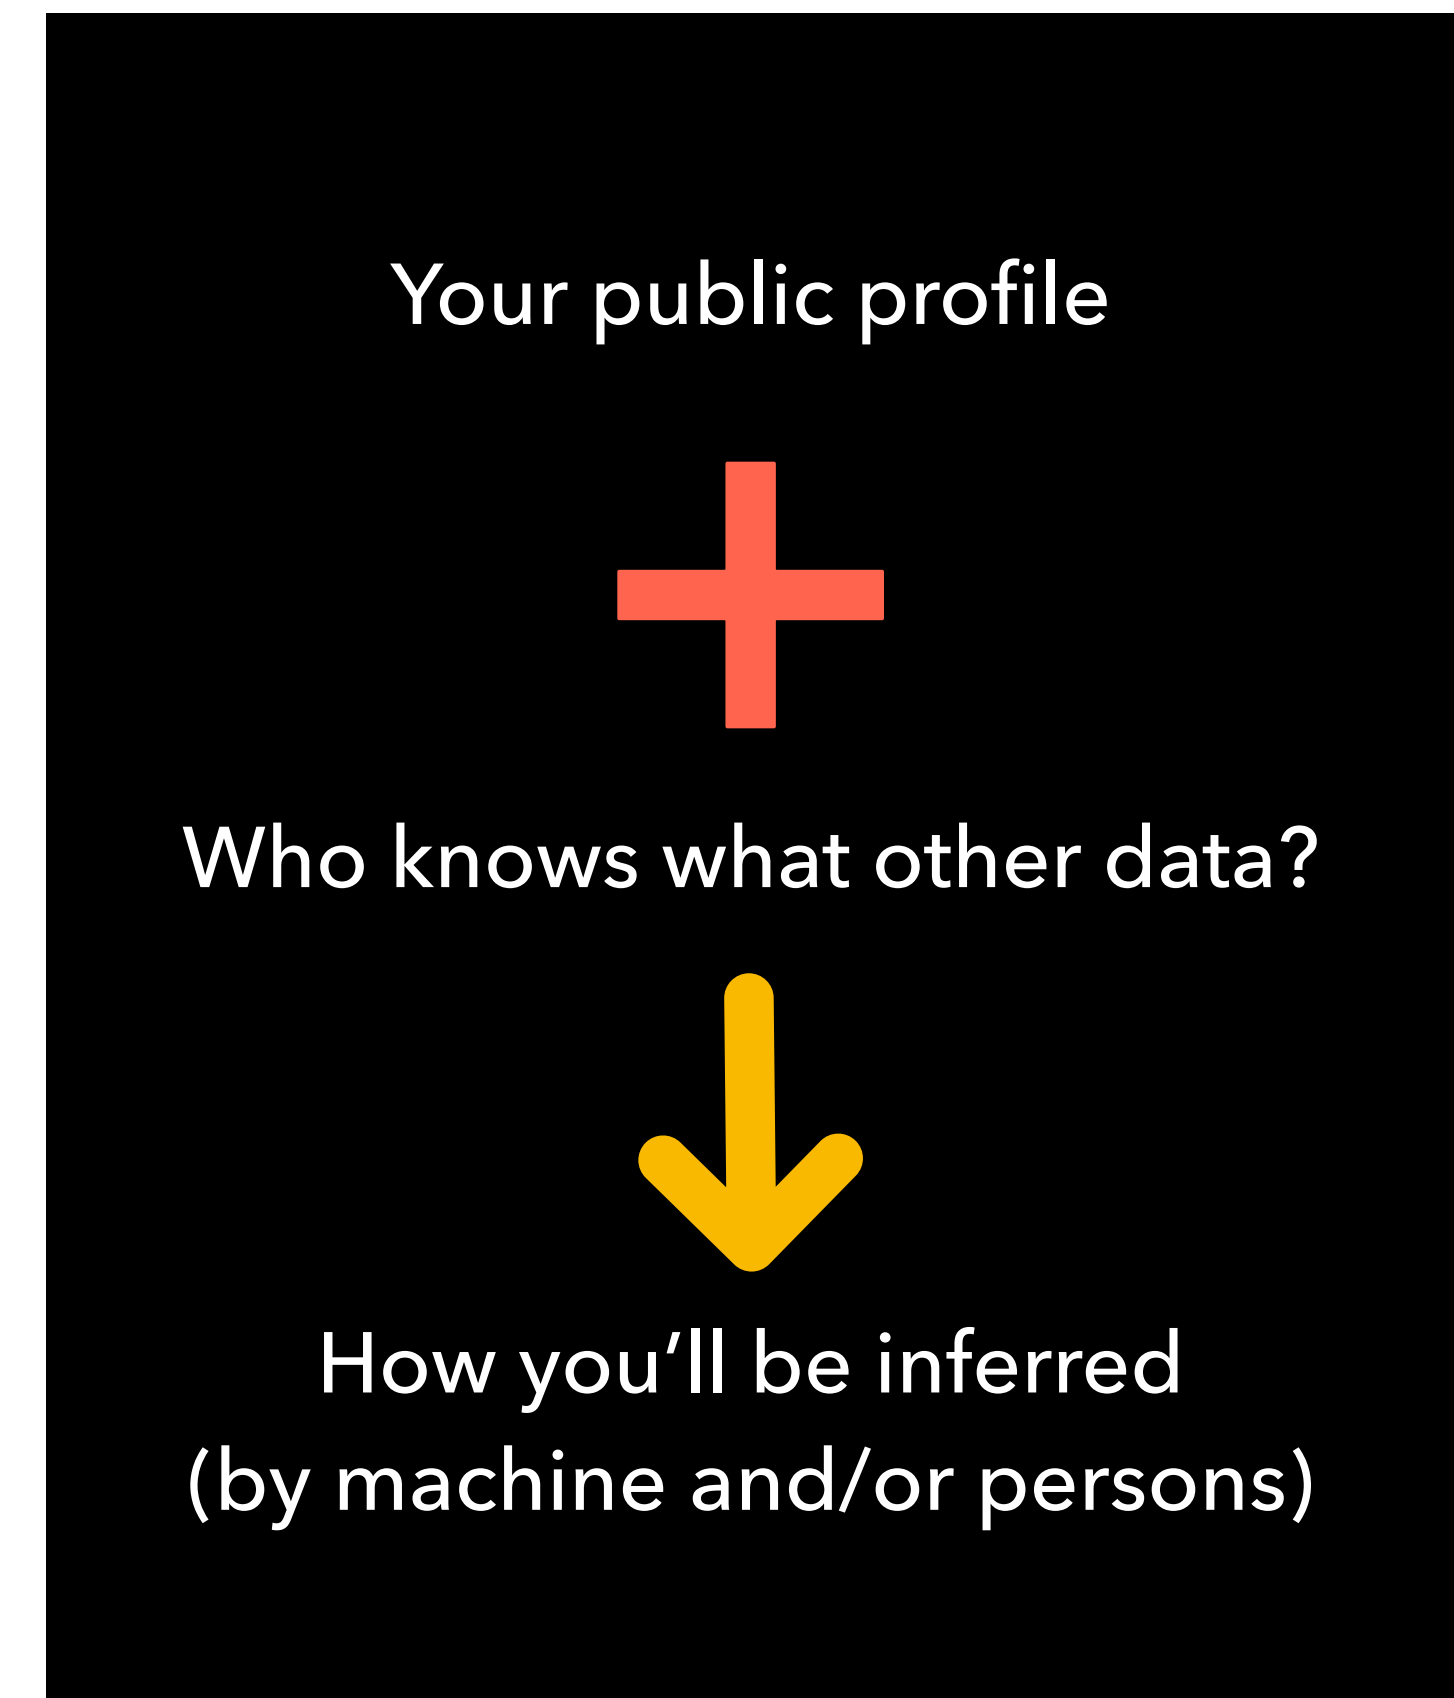 Your public profile
Who knows what other data?
How you’ll be inferred
(by machine and/or persons)